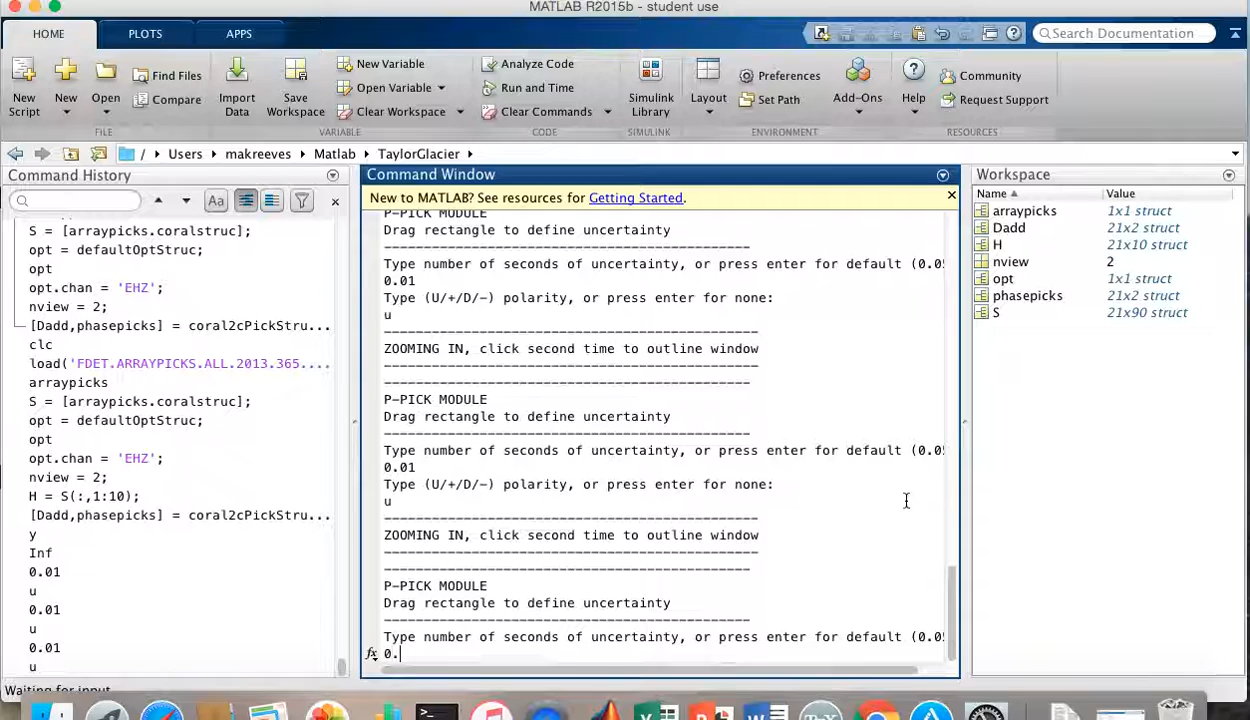 MATLAB R2015b - student use
HOME PLOTS APPS Search Documentation
New Script
New
Open
Find Files
Compare
FILE
Import Data
Save Workspace
New Variable
Open Variable
Clear Workspace
VARIABLE
Analyze Code
Run and Time
Clear Commands
CODE
Simulink Library
SIMULINK
Layout
Preferences
Set Path
ENVIRONMENT
Add-Ons
Help
Community
Request Support
RESOURCES
/ Users makreeves Matlab TaylorGlacier
Command History
Aa
S = [arraypicks.coralstruc];
opt = defaultOptStruc;
opt
opt.chan = 'EHZ';
nview = 2;
[Dadd,phasepicks] = coral2cPickStru...
clc
load('FDET.ARRAYPICKS.ALL.2013.365....
arraypicks
S = [arraypicks.coralstruc];
opt = defaultOptStruc;
opt
opt.chan = 'EHZ';
nview = 2;
H = S(:,1:10);
[Dadd,phasepicks] = coral2cPickStru...
y
Inf
0.01
u
0.01
u
0.01
u
Command Window
New to MATLAB? See resources for Getting Started.
P-PICK MODULE
Drag rectangle to define uncertainty
---------------------------------------------
Type number of seconds of uncertainty, or press enter for default (0.05
0.01
Type (U/+/D/-) polarity, or press enter for none:
u
----------------------------------------------
ZOOMING IN, click second time to outline window
----------------------------------------------
---------------------------------------------
P-PICK MODULE
Drag rectangle to define uncertainty
---------------------------------------------
Type number of seconds of uncertainty, or press enter for default (0.05
0.01
Type (U/+/D/-) polarity, or press enter for none:
u
----------------------------------------------
ZOOMING IN, click second time to outline window
----------------------------------------------
---------------------------------------------
P-PICK MODULE
Drag rectangle to define uncertainty
---------------------------------------------
Type number of seconds of uncertainty, or press enter for default (0.05
fx 0.
Workspace
Name Value
arraypicks 1x1 struct
Dadd 21x2 struct
H 21x10 struct
nview 2
opt 1x1 struct
phasepicks 21x2 struct
S 21x90 struct
Waiting for input